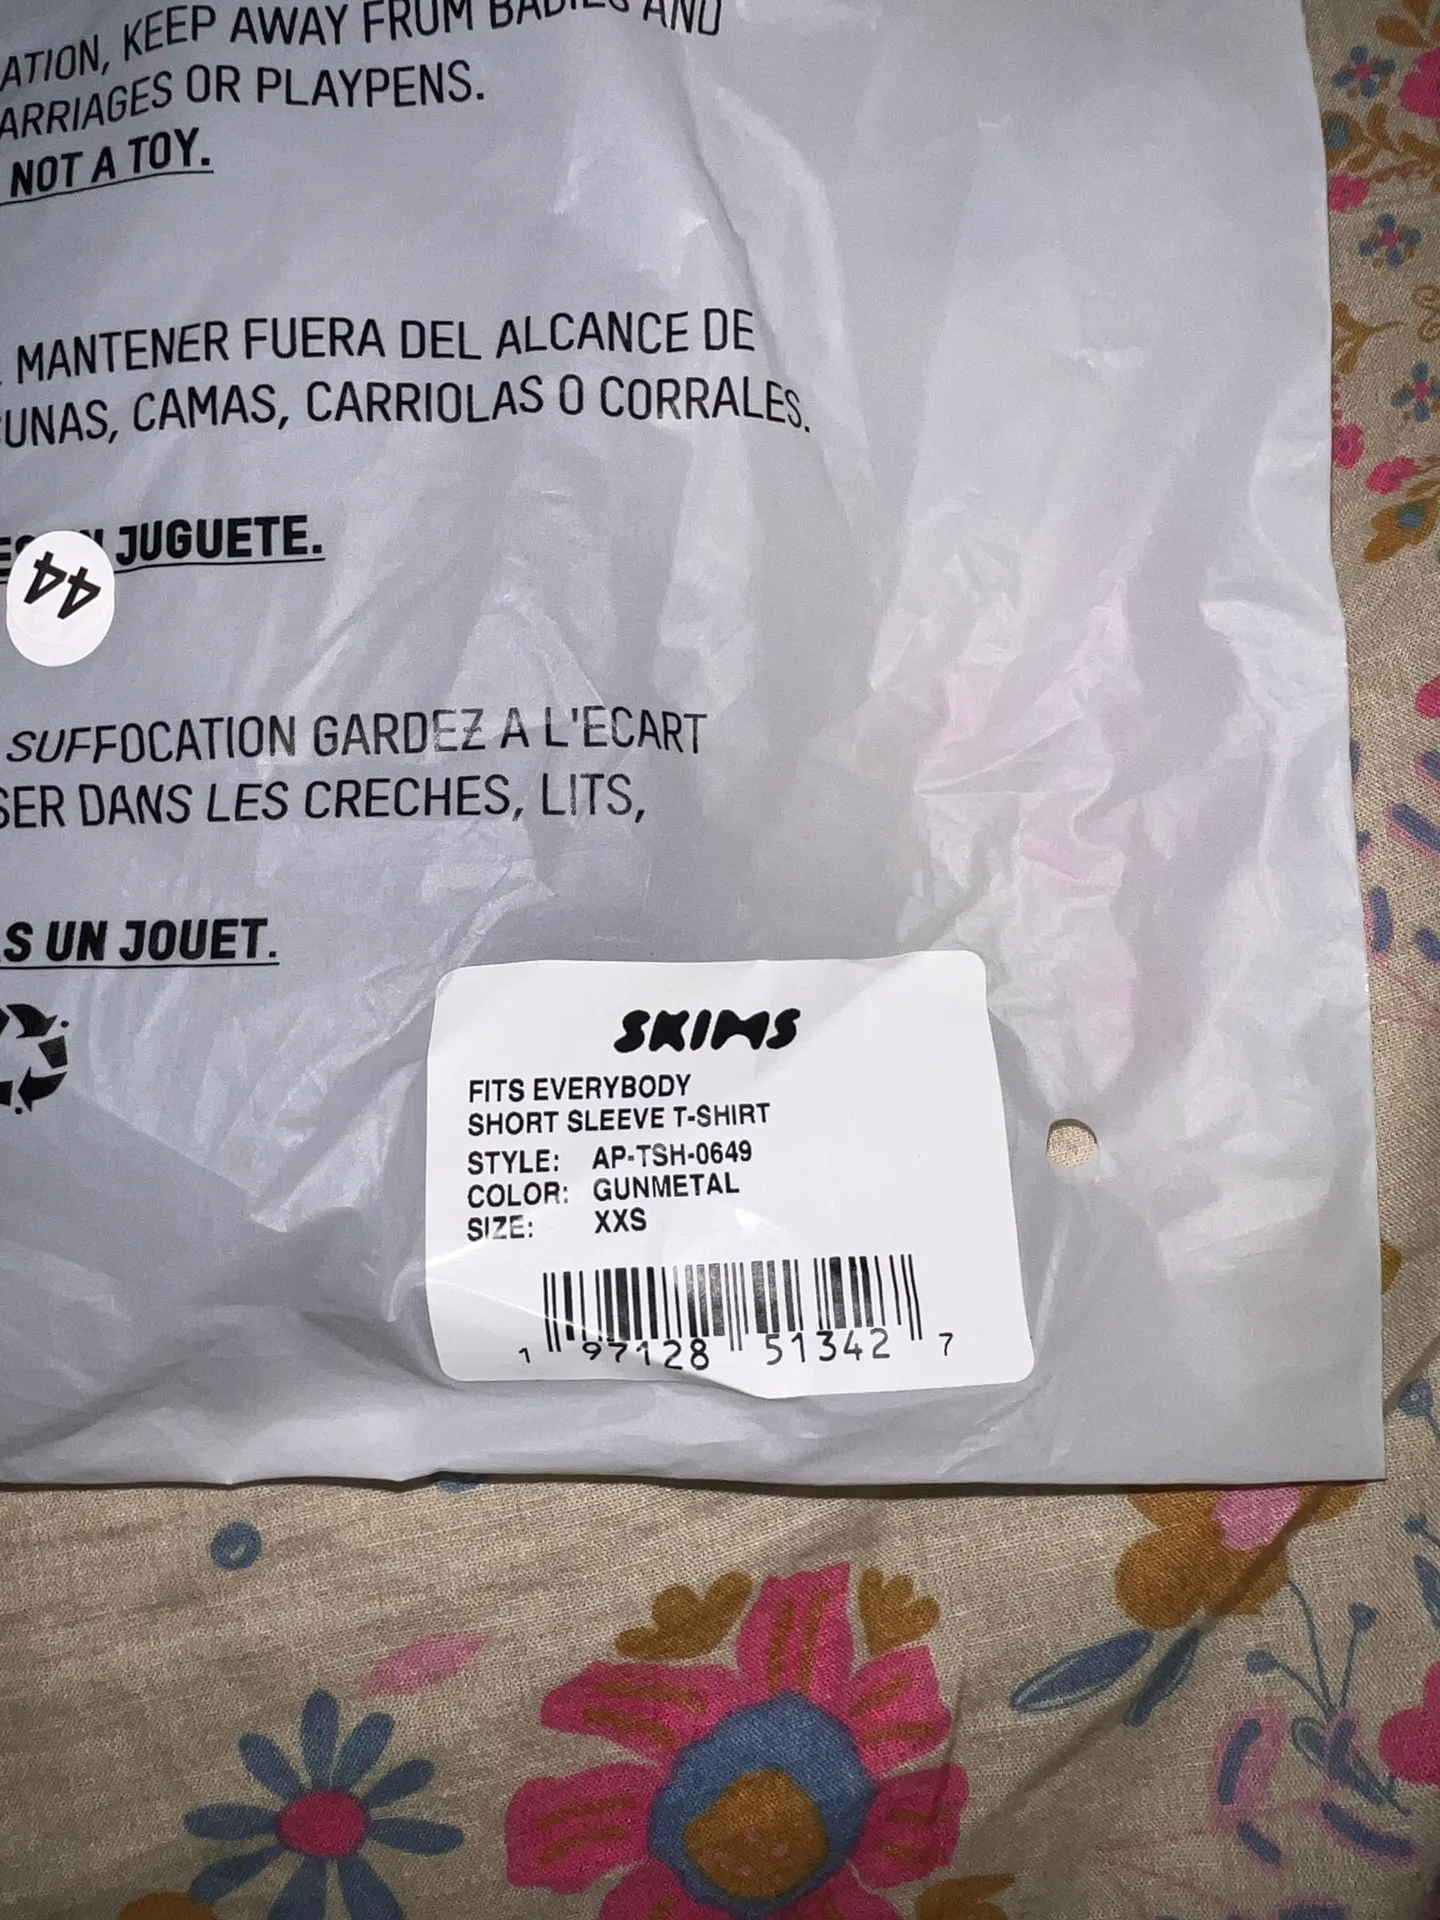 ATION, KEEP AWAY FROM BABIES AND
ARRIAGES OR PLAYPENS.
NOT A TOY.
MANTENER FUERA DEL ALCANCE DE
CUNAS, CAMAS, CARRIOLAS O CORRALES.
JUGUETE.
44
SUFFOCATION GARDEZ A L'ECART
SER DANS LES CRECHES, LITS,
AS UN JOUET.
SKIMS
FITS EVERYBODY
SHORT SLEEVE T-SHIRT
STYLE: AP-TSH-0649
COLOR: GUNMETAL
SIZE: XXS
1 97128 51342 7